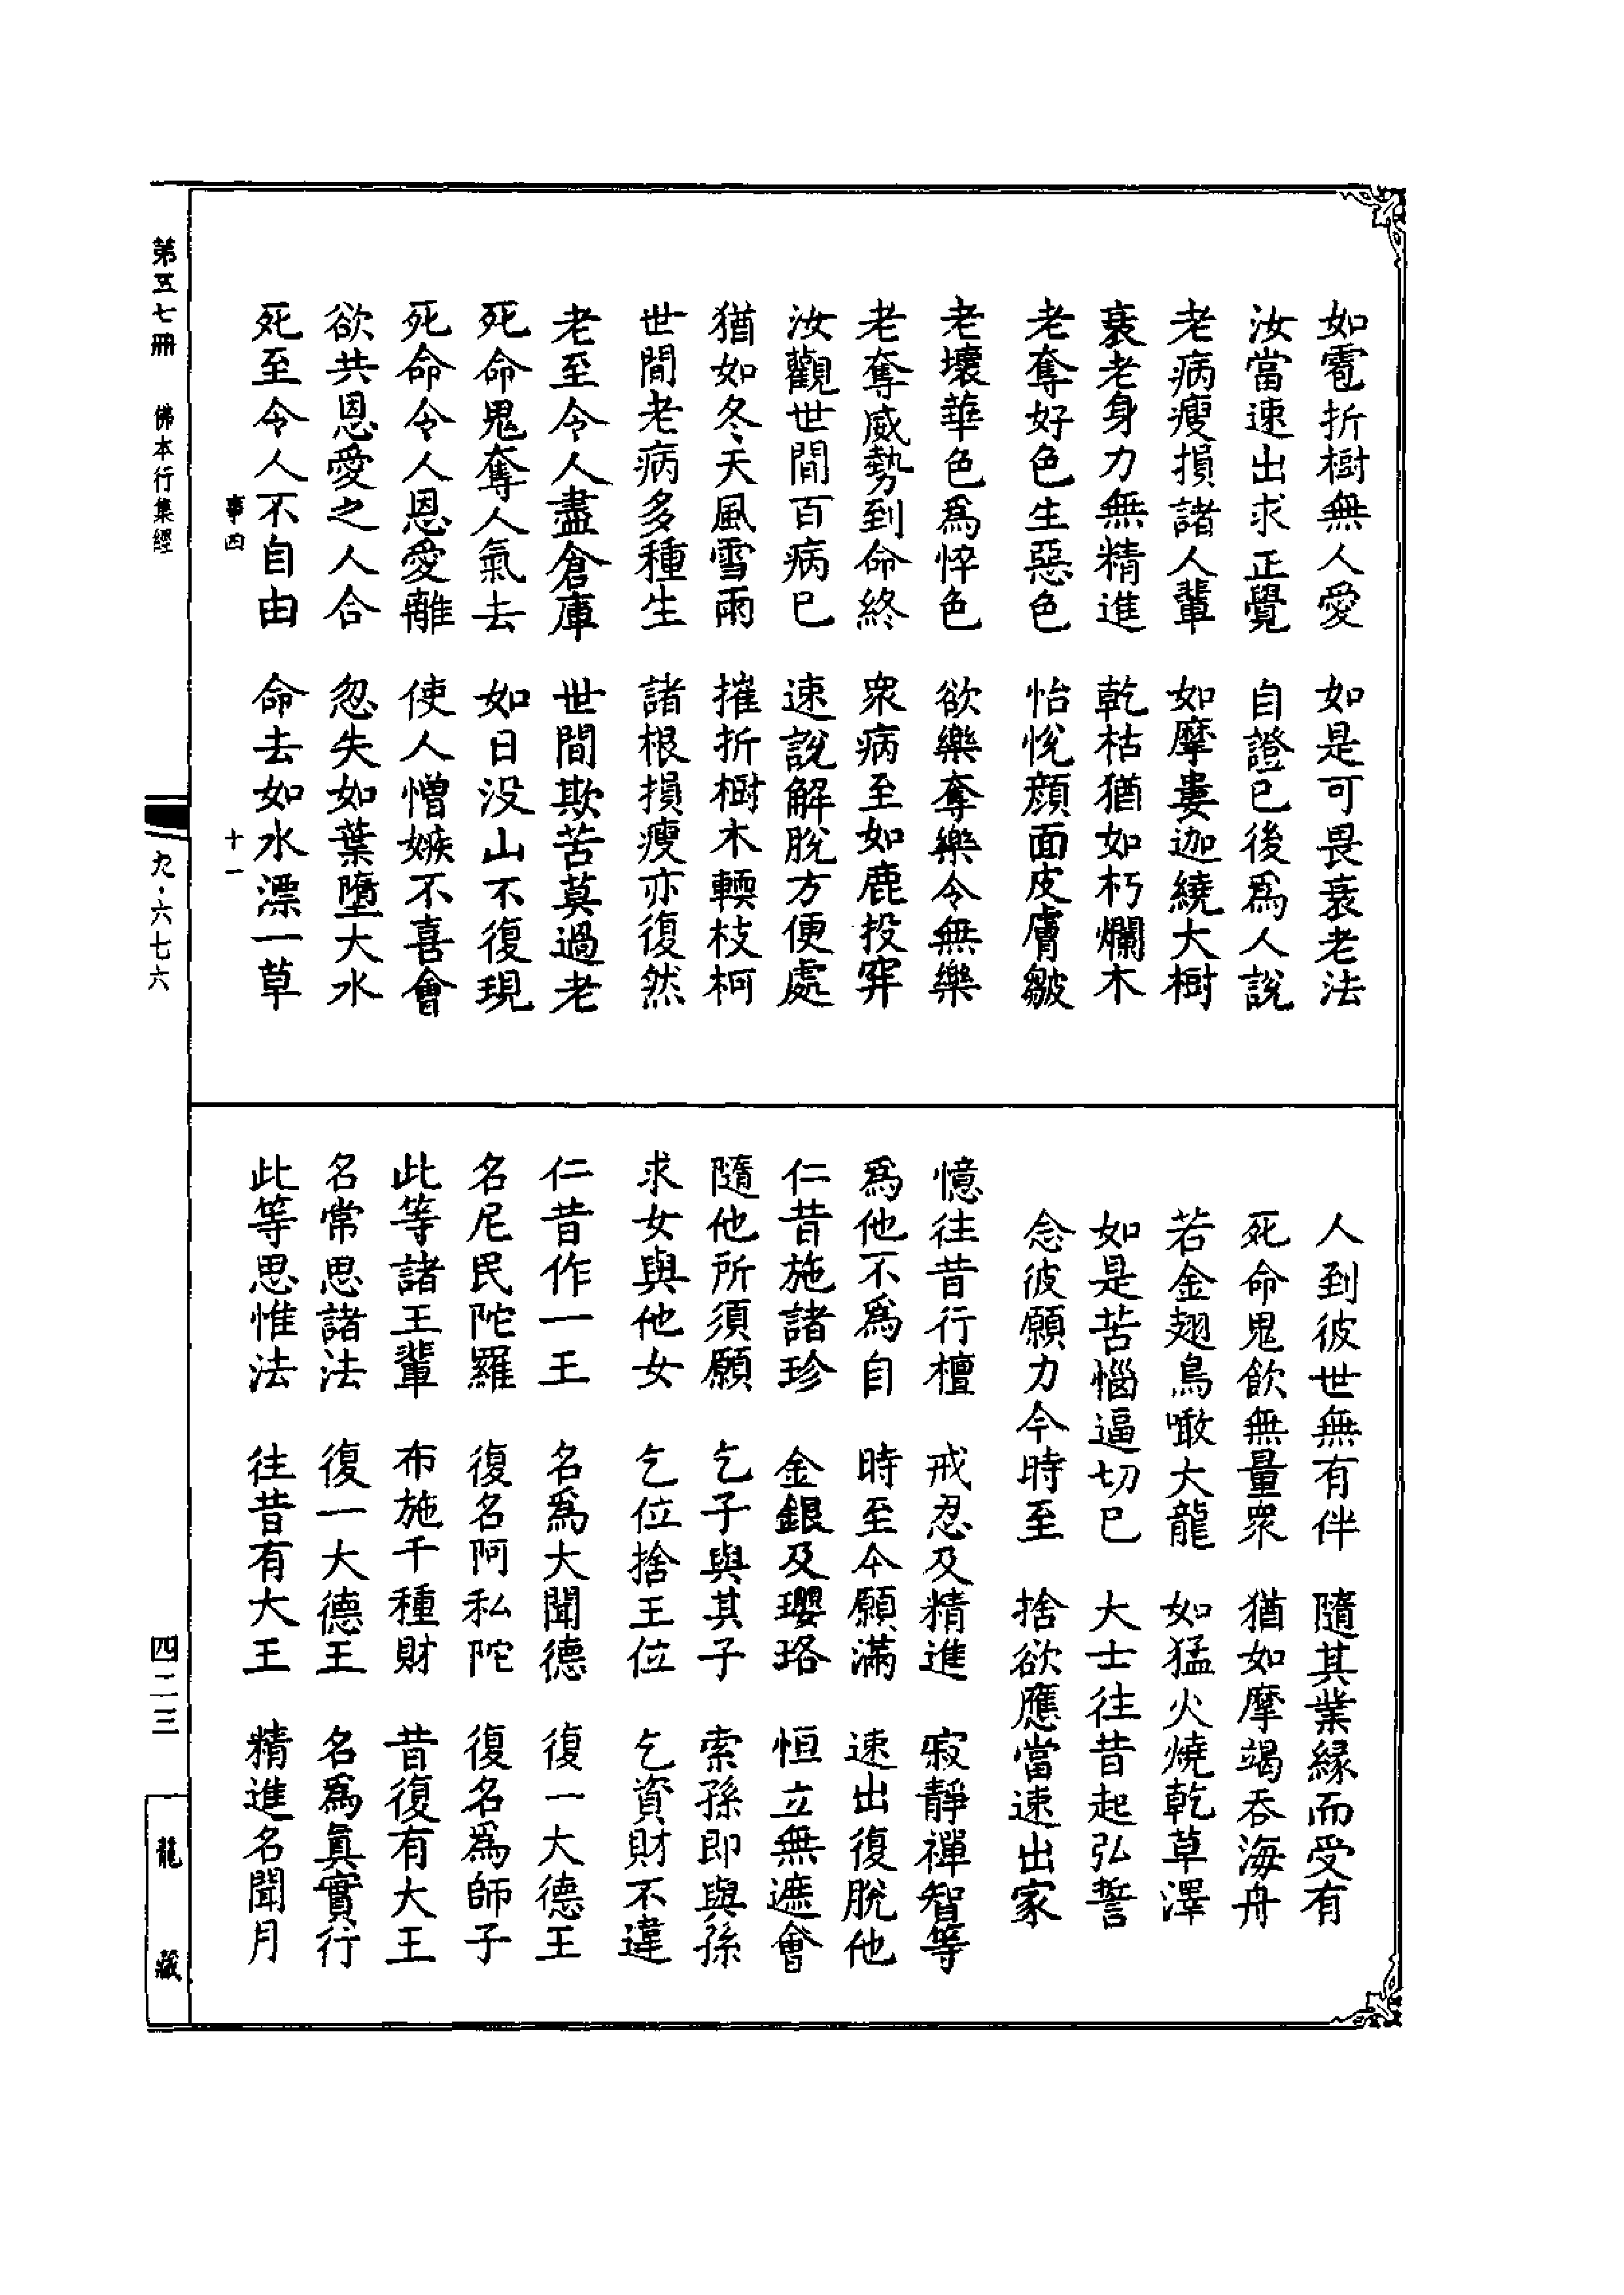 如雹折樹無人愛　如是可畏衰老法
汝當速出求正覺　自證已後爲人說
老病瘦損諸人輩　如摩婁迦繞大樹
衰老身力無精進　乾枯猶如朽爛木
老奪好色生惡色　怡悅顏面皮膚皺
老壞華色爲悴色　欲樂奪樂令無樂
老奪威勢到命終　衆病至如鹿投穽
汝觀世間百病已　速說解脫方便處
猶如冬天風雪雨　摧折樹木輭枝柯
世間老病多種生　諸根損瘦亦復然
老至令人盡倉庫　世間欺苦莫過老
死命鬼奪人氣去　如日没山不復現
死命令人恩愛離　使人憎嫉不喜會
欲共恩愛之人合　忽失如葉墮大水
死至令人不自由　命去如水漂一草
事四　十一
人到彼世無有伴　隨其業緣而受有
死命鬼飲無量衆　猶如摩竭吞海舟
若金翅鳥噉大龍　如猛火燒乾草澤
如是苦惱逼切已　大士往昔起弘誓
念彼願力今時至　捨欲應當速出家
憶往昔行檀　戒忍及精進　寂靜禪智等
爲他不爲自　時至今願滿　速出復脫他
仁昔施諸珍　金銀及瓔珞　恒立無遮會
隨他所須願　乞子與其子　索孫即與孫
求女與他女　乞位捨王位　乞資財不違
仁昔作一王　名爲大聞德　復一大德王
名尼民陀羅　復名阿私陀　復名爲師子
此等諸王輩　布施千種財　昔復有大王
名常思諸法　復一大德王　名爲眞實行
此等思惟法　往昔有大王　精進名聞月
第五七冊　佛本行集經　九·六七六　四二三　龍藏